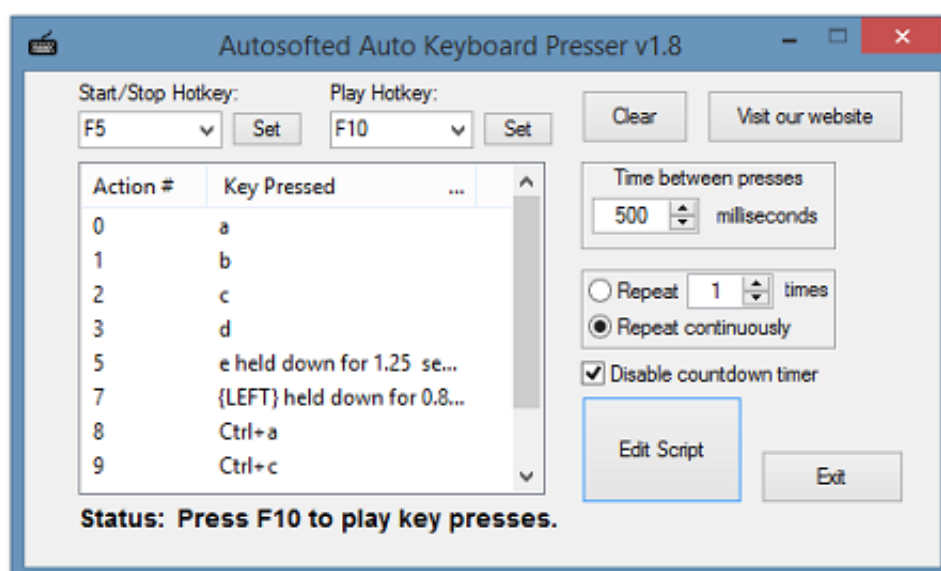 Autosofted Auto Keyboard Presser v1.8
Start/Stop Hotkey: Play Hotkey:
F5 Set F10 Set Clear Visit our website
Action # Key Pressed ...
0 a
1 b
2 c
3 d
5 e held down for 1.25 se...
7 {LEFT} held down for 0.8...
8 Ctrl+a
9 Ctrl+c
Time between presses
500 milliseconds
Repeat 1 times
Repeat continuously
Disable countdown timer
Edit Script
Exit
Status: Press F10 to play key presses.